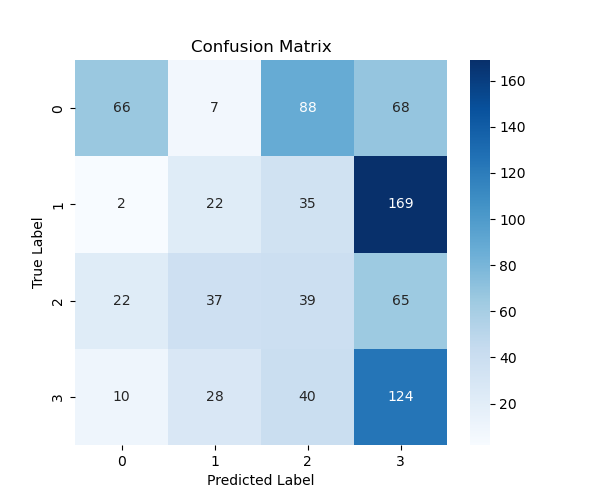 Confusion Matrix
True Label
0 66 7 88 68
1 2 22 35 169
2 22 37 39 65
3 10 28 40 124
0 1 2 3
Predicted Label
160
140
120
100
80
60
40
20